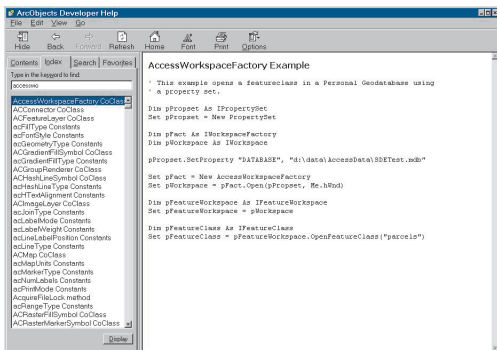 ArcObjects Developer Help
File Edit View Go
Hide Back Forward Refresh Home Font Print Options
Contents Index Search Favorites
Type in the keyword to find:
accesswo
AccessWorkspaceFactory CoClas
ACConnector CoClass
ACFeatureLayer CoClass
acFillType Constants
acFontStyle Constants
acGeometryType Constants
ACGradientFillSymbol CoClass
acGradientFillType Constants
ACGroupRenderer CoClass
ACHashLineSymbol CoClass
acHashLineType Constants
acHTextAlignment Constants
ACImageLayer CoClass
acJoinType Constants
acLabelMode Constants
acLabelWeight Constants
acLineLabelPosition Constants
acLineType Constants
ACMap CoClass
acMapUnits Constants
acMarkerType Constants
acNumLabels Constants
acPrintMode Constants
AcquireFileLock method
acRangeType Constants
ACRasterFillSymbol CoClass
ACRasterMarkerSymbol CoClass
Display
AccessWorkspaceFactory Example
' This example opens a featureclass in a Personal Geodatabase using
' a property set.
Dim pPropset As IPropertySet
Set pPropset = New PropertySet
Dim pFact As IWorkspaceFactory
Dim pWorkspace As IWorkspace
pPropset.SetProperty "DATABASE", "d:\data\AccessData\SDETest.mdb"
Set pFact = New AccessWorkspaceFactory
Set pWorkspace = pFact.Open(pPropset, Me.hWnd)
Dim pFeatureWorkspace As IFeatureWorkspace
Set pFeatureWorkspace = pWorkspace
Dim pFeatureClass As IFeatureClass
Set pFeatureClass = pFeatureWorkspace.OpenFeatureClass("parcels")